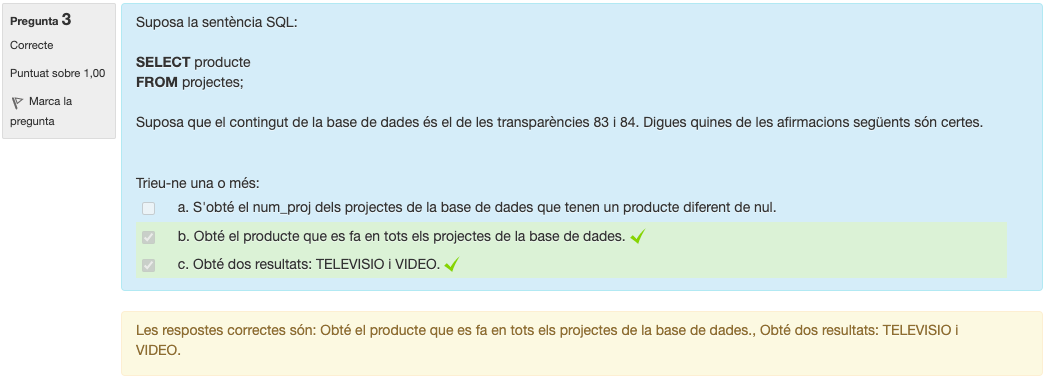 Pregunta 3
Correcte
Puntuat sobre 1,00
Marca la
pregunta
Suposa la sentència SQL:
SELECT producte
FROM projectes;
Suposa que el contingut de la base de dades és el de les transparències 83 i 84. Digues quines de les afirmacions següents són certes.
Trieu-ne una o més:
a. S'obté el num_proj dels projectes de la base de dades que tenen un producte diferent de nul.
b. Obté el producte que es fa en tots els projectes de la base de dades.
c. Obté dos resultats: TELEVISIO i VIDEO.
Les respostes correctes són: Obté el producte que es fa en tots els projectes de la base de dades., Obté dos resultats: TELEVISIO i
VIDEO.